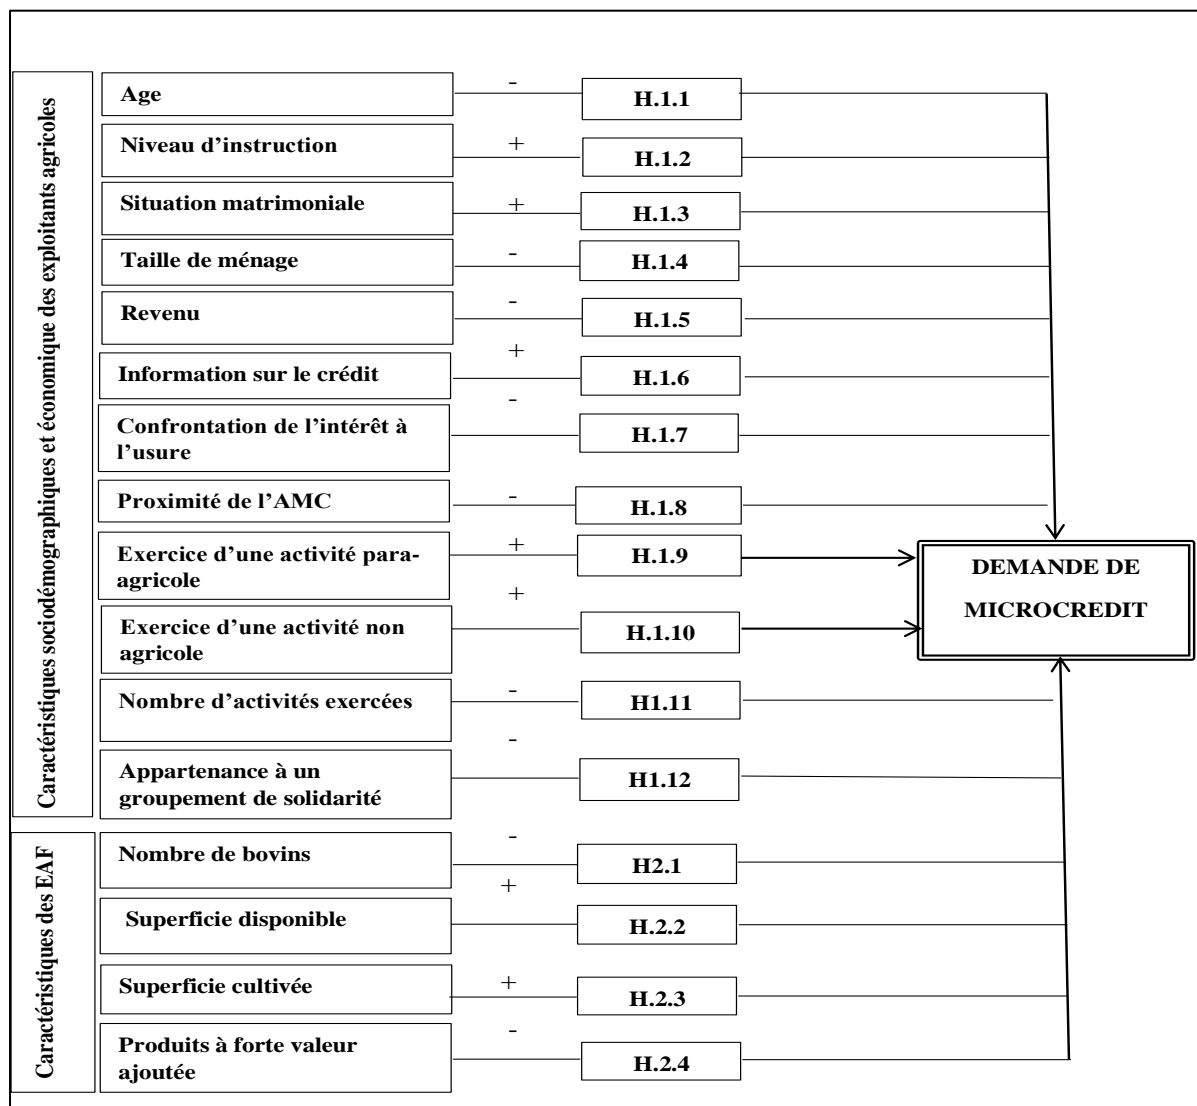 Caractéristiques sociodémographiques et économique des exploitants agricoles
Age
-
H.1.1
Niveau d’instruction
+
H.1.2
Situation matrimoniale
+
H.1.3
Taille de ménage
-
H.1.4
Revenu
-
H.1.5
Information sur le crédit
+
H.1.6
Confrontation de l’intérêt à
l’usure
-
H.1.7
Proximité de l’AMC
-
H.1.8
Exercice d’une activité para-
agricole
+
H.1.9
Exercice d’une activité non
agricole
+
H.1.10
Nombre d’activités exercées
-
H1.11
Appartenance à un
groupement de solidarité
-
H1.12
DEMANDE DE
MICROCREDIT
Caractéristiques des EAF
Nombre de bovins
-
H2.1
Superficie disponible
+
H.2.2
Superficie cultivée
+
H.2.3
Produits à forte valeur
ajoutée
-
H.2.4